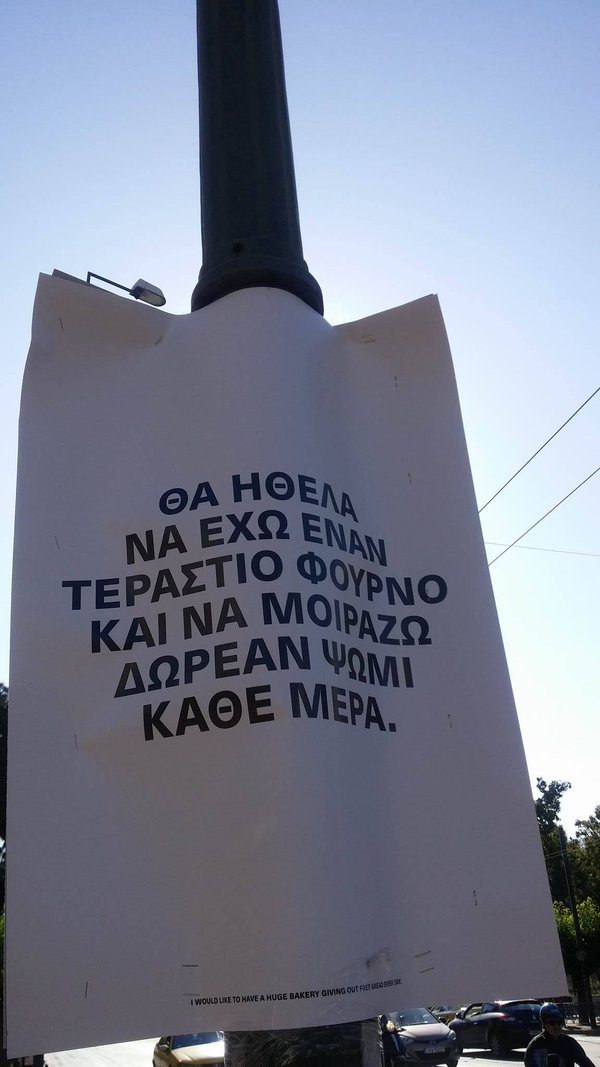 ΘΑ ΗΘΕΛΑ
ΝΑ ΕΧΩ ΕΝΑΝ
ΤΕΡΑΣΤΙΟ ΦΟΥΡΝΟ
ΚΑΙ ΝΑ ΜΟΙΡΑΖΩ
ΔΩΡΕΑΝ ΨΩΜΙ
ΚΑΘΕ ΜΕΡΑ.
I WOULD LIKE TO HAVE A HUGE BAKERY GIVING OUT FREE BREAD EVERY DAY.